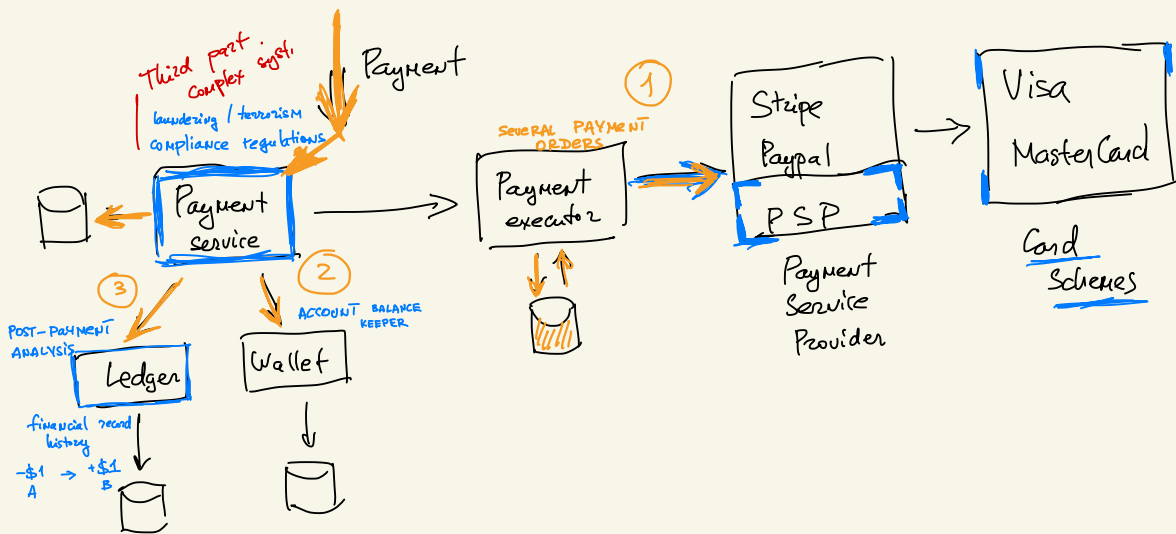 Third part
complex syst.
laundering / terrorism
compliance regulations
Payment
Payment
service
1
SEVERAL PAYMENT
ORDERS
Payment
executor
Stripe
Paypal
PSP
Payment
Service
Provider
Visa
MasterCard
Card
Schemes
2
ACCOUNT BALANCE
KEEPER
Wallet
3
POST-PAYMENT
ANALYSIS
Ledger
financial record
history
-$1 → +$1
A B